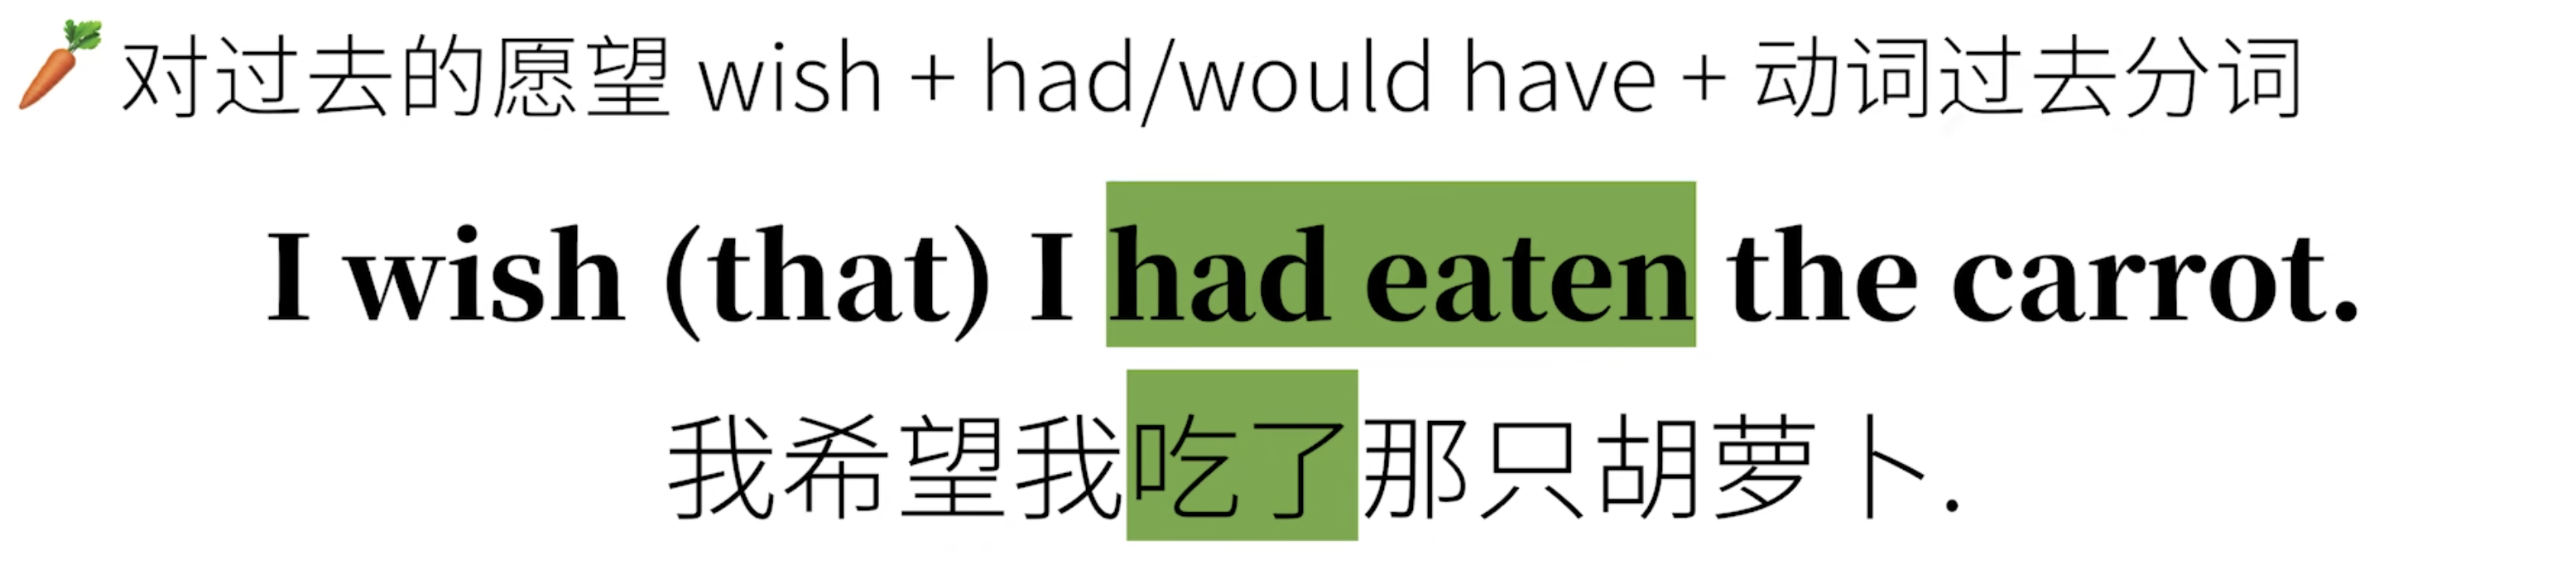 对过去的愿望 wish + had/would have + 动词过去分词
I wish (that) I had eaten the carrot.
我希望我吃了那只胡萝卜.